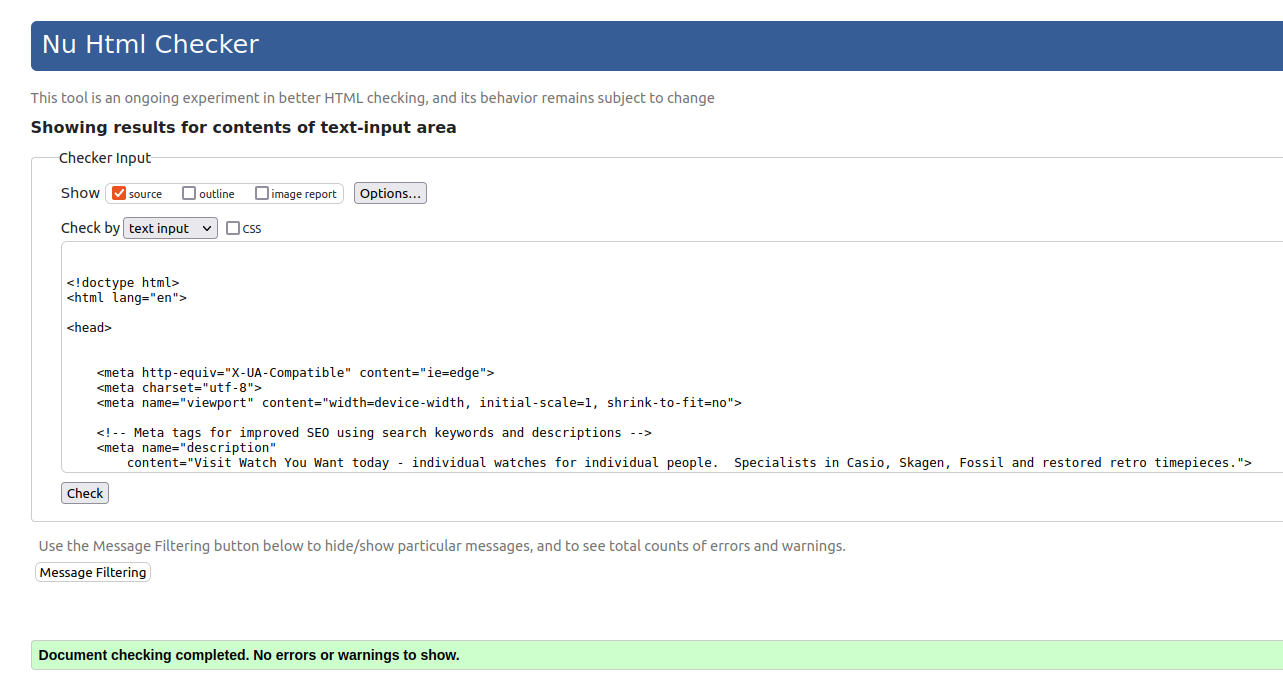 Nu Html Checker
This tool is an ongoing experiment in better HTML checking, and its behavior remains subject to change
Showing results for contents of text-input area
Checker Input
Show source outline image report Options...
Check by text input css
<!doctype html>
<html lang="en">
<head>
<meta http-equiv="X-UA-Compatible" content="ie=edge">
<meta charset="utf-8">
<meta name="viewport" content="width=device-width, initial-scale=1, shrink-to-fit=no">
<!-- Meta tags for improved SEO using search keywords and descriptions -->
<meta name="description"
content="Visit Watch You Want today - individual watches for individual people.  Specialists in Casio, Skagen, Fossil and restored retro timepieces.">
Check
Use the Message Filtering button below to hide/show particular messages, and to see total counts of errors and warnings.
Message Filtering
Document checking completed. No errors or warnings to show.